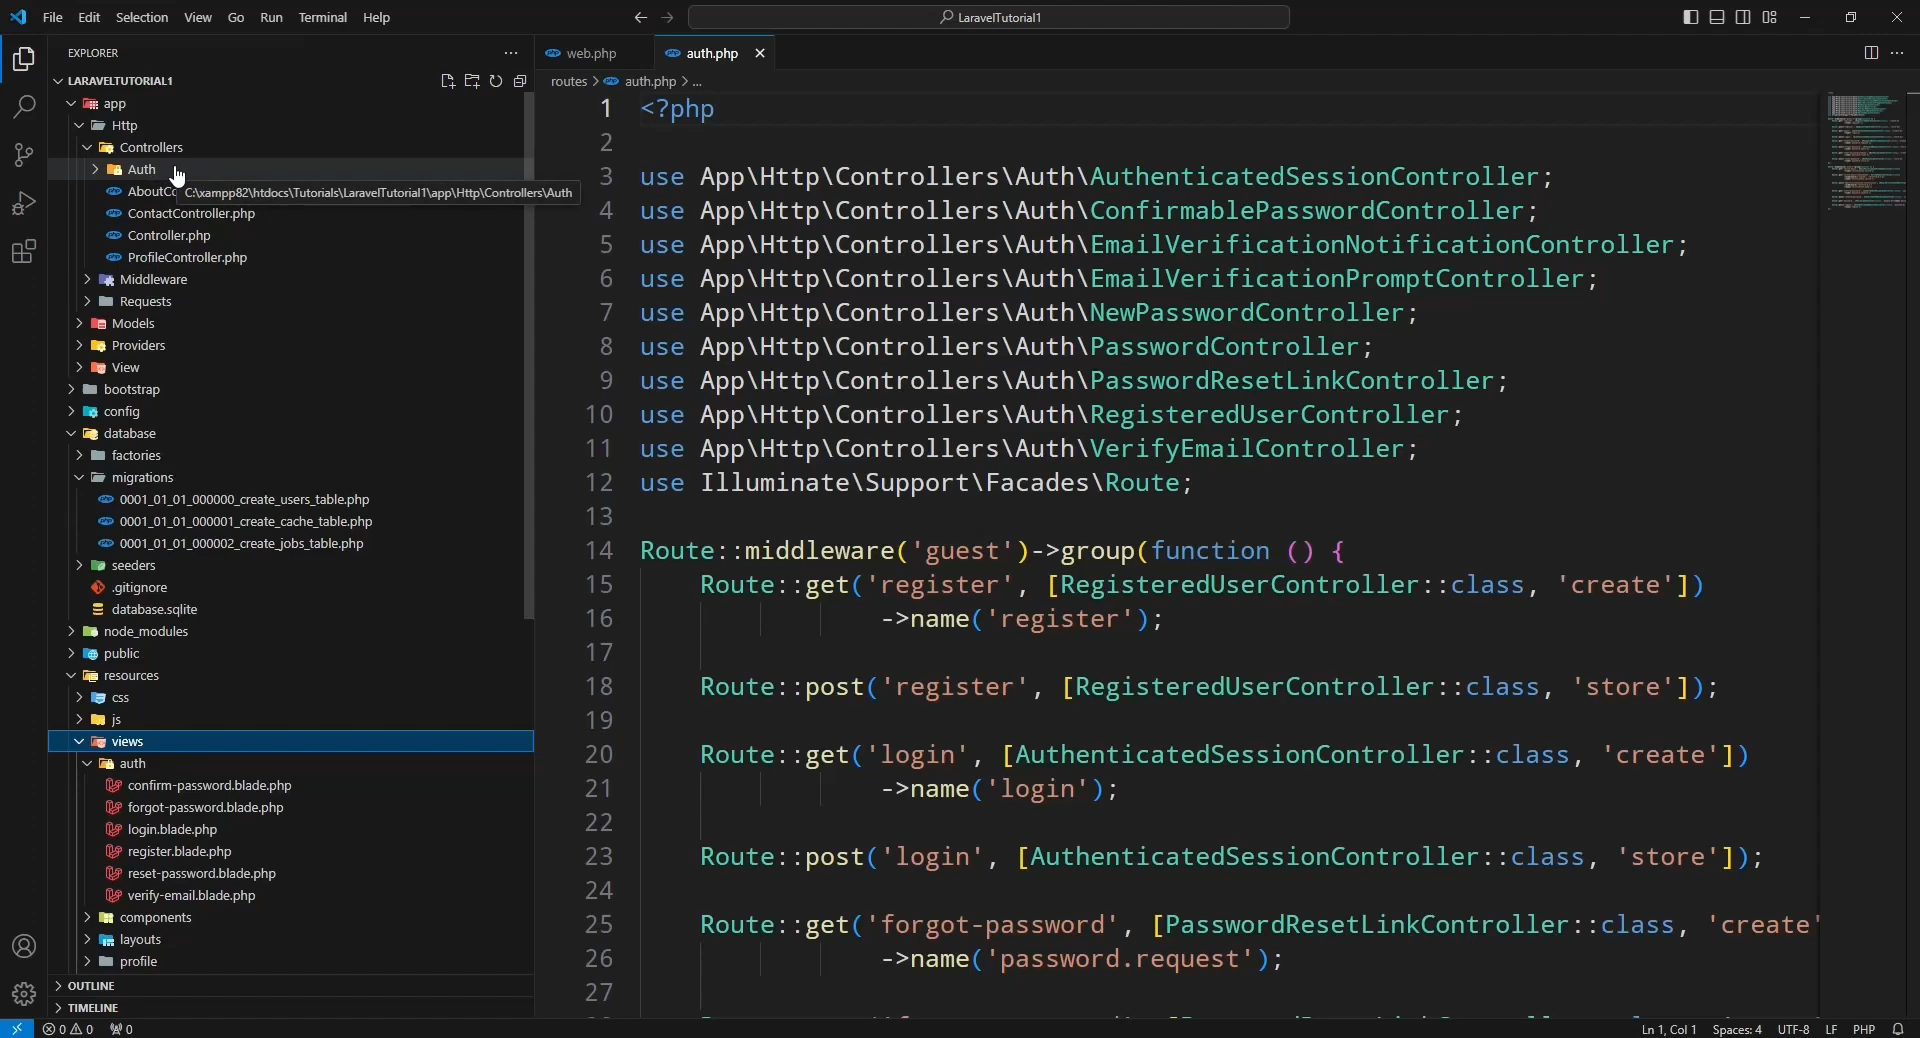 File Edit Selection View Go Run Terminal Help
LaravelTutorial1
EXPLORER
LARAVELTUTORIAL1
app
Http
Controllers
Auth
C:\xampp82\htdocs\Tutorials\LaravelTutorial1\app\Http\Controllers\Auth
AboutCo
ContactController.php
Controller.php
ProfileController.php
Middleware
Requests
Models
Providers
View
bootstrap
config
database
factories
migrations
0001_01_01_000000_create_users_table.php
0001_01_01_000001_create_cache_table.php
0001_01_01_000002_create_jobs_table.php
seeders
.gitignore
database.sqlite
node_modules
public
resources
css
js
views
auth
confirm-password.blade.php
forgot-password.blade.php
login.blade.php
register.blade.php
reset-password.blade.php
verify-email.blade.php
components
layouts
profile
OUTLINE
TIMELINE
web.php
auth.php
routes > auth.php > ...
1 <?php
2
3 use App\Http\Controllers\Auth\AuthenticatedSessionController;
4 use App\Http\Controllers\Auth\ConfirmablePasswordController;
5 use App\Http\Controllers\Auth\EmailVerificationNotificationController;
6 use App\Http\Controllers\Auth\EmailVerificationPromptController;
7 use App\Http\Controllers\Auth\NewPasswordController;
8 use App\Http\Controllers\Auth\PasswordController;
9 use App\Http\Controllers\Auth\PasswordResetLinkController;
10 use App\Http\Controllers\Auth\RegisteredUserController;
11 use App\Http\Controllers\Auth\VerifyEmailController;
12 use Illuminate\Support\Facades\Route;
13
14 Route::middleware('guest')->group(function () {
15 Route::get('register', [RegisteredUserController::class, 'create'])
16 ->name('register');
17
18 Route::post('register', [RegisteredUserController::class, 'store']);
19
20 Route::get('login', [AuthenticatedSessionController::class, 'create'])
21 ->name('login');
22
23 Route::post('login', [AuthenticatedSessionController::class, 'store']);
24
25 Route::get('forgot-password', [PasswordResetLinkController::class, 'create'
26 ->name('password.request');
27
0 0 0
Ln 1, Col 1 Spaces: 4 UTF-8 LF PHP